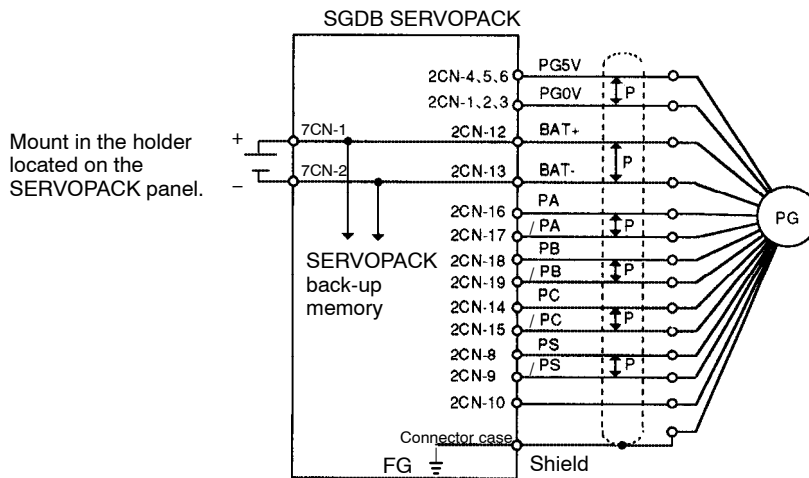 SGDB SERVOPACK
2CN-4、5、6
PG5V
P
2CN-1、2、3
PG0V
Mount in the holder
located on the
SERVOPACK panel.
+
7CN-1
2CN-12
BAT+
P
−
7CN-2
2CN-13
BAT-
2CN-16
PA
P
2CN-17
/ PA
2CN-18
PB
P
2CN-19
/ PB
2CN-14
PC
P
2CN-15
/ PC
2CN-8
PS
P
2CN-9
/ PS
2CN-10
SERVOPACK
back-up
memory
PG
Connector case
FG
Shield